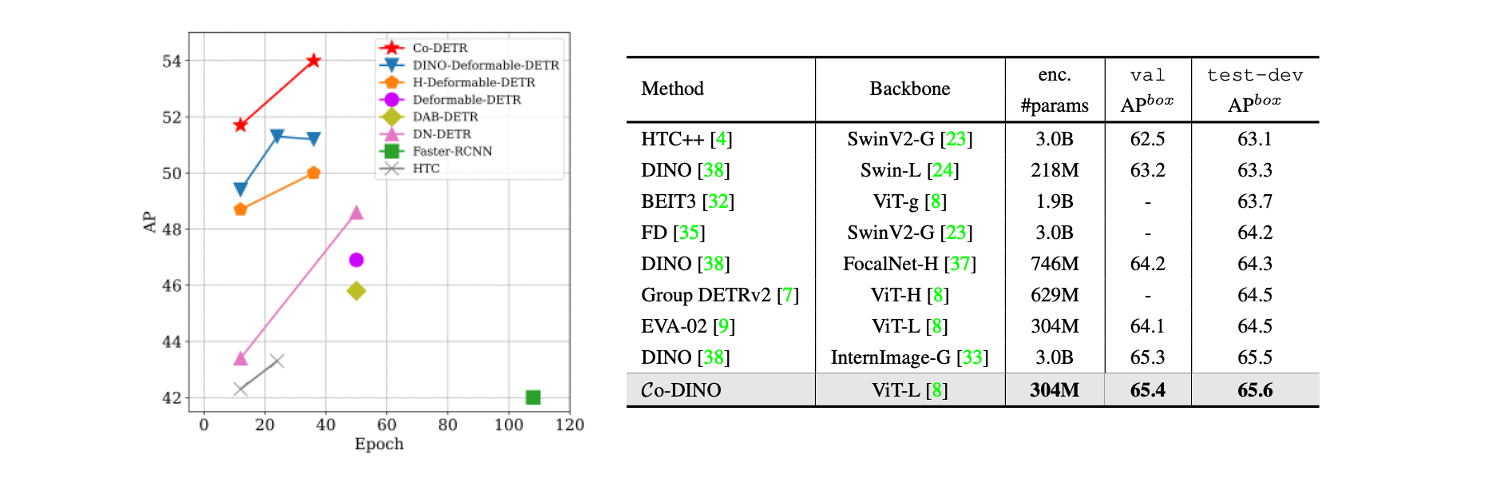 54
52
50
48
46
44
42
AP
0 20 40 60 80 100 120
Epoch
Co-DETR
DINO-Deformable-DETR
H-Deformable-DETR
Deformable-DETR
DAB-DETR
DN-DETR
Faster-RCNN
HTC
Method Backbone enc. #params val AP^box test-dev AP^box
HTC++ [4] SwinV2-G [23] 3.0B 62.5 63.1
DINO [38] Swin-L [24] 218M 63.2 63.3
BEIT3 [32] ViT-g [8] 1.9B - 63.7
FD [35] SwinV2-G [23] 3.0B - 64.2
DINO [38] FocalNet-H [37] 746M 64.2 64.3
Group DETRv2 [7] ViT-H [8] 629M - 64.5
EVA-02 [9] ViT-L [8] 304M 64.1 64.5
DINO [38] InternImage-G [33] 3.0B 65.3 65.5
Co-DINO ViT-L [8] 304M 65.4 65.6